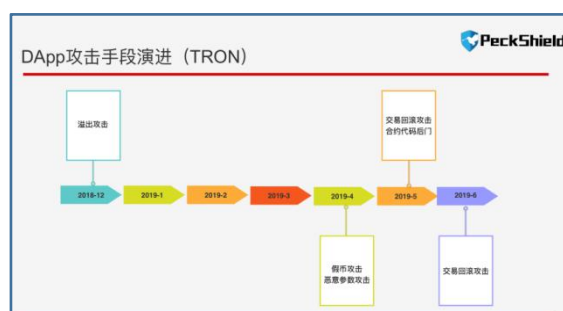 PeckShield
DApp攻击手段演进（TRON）
溢出攻击
交易回滚攻击
合约代码后门
2018-12
2019-1
2019-2
2019-3
2019-4
2019-5
2019-6
假币攻击
恶意参数攻击
交易回滚攻击